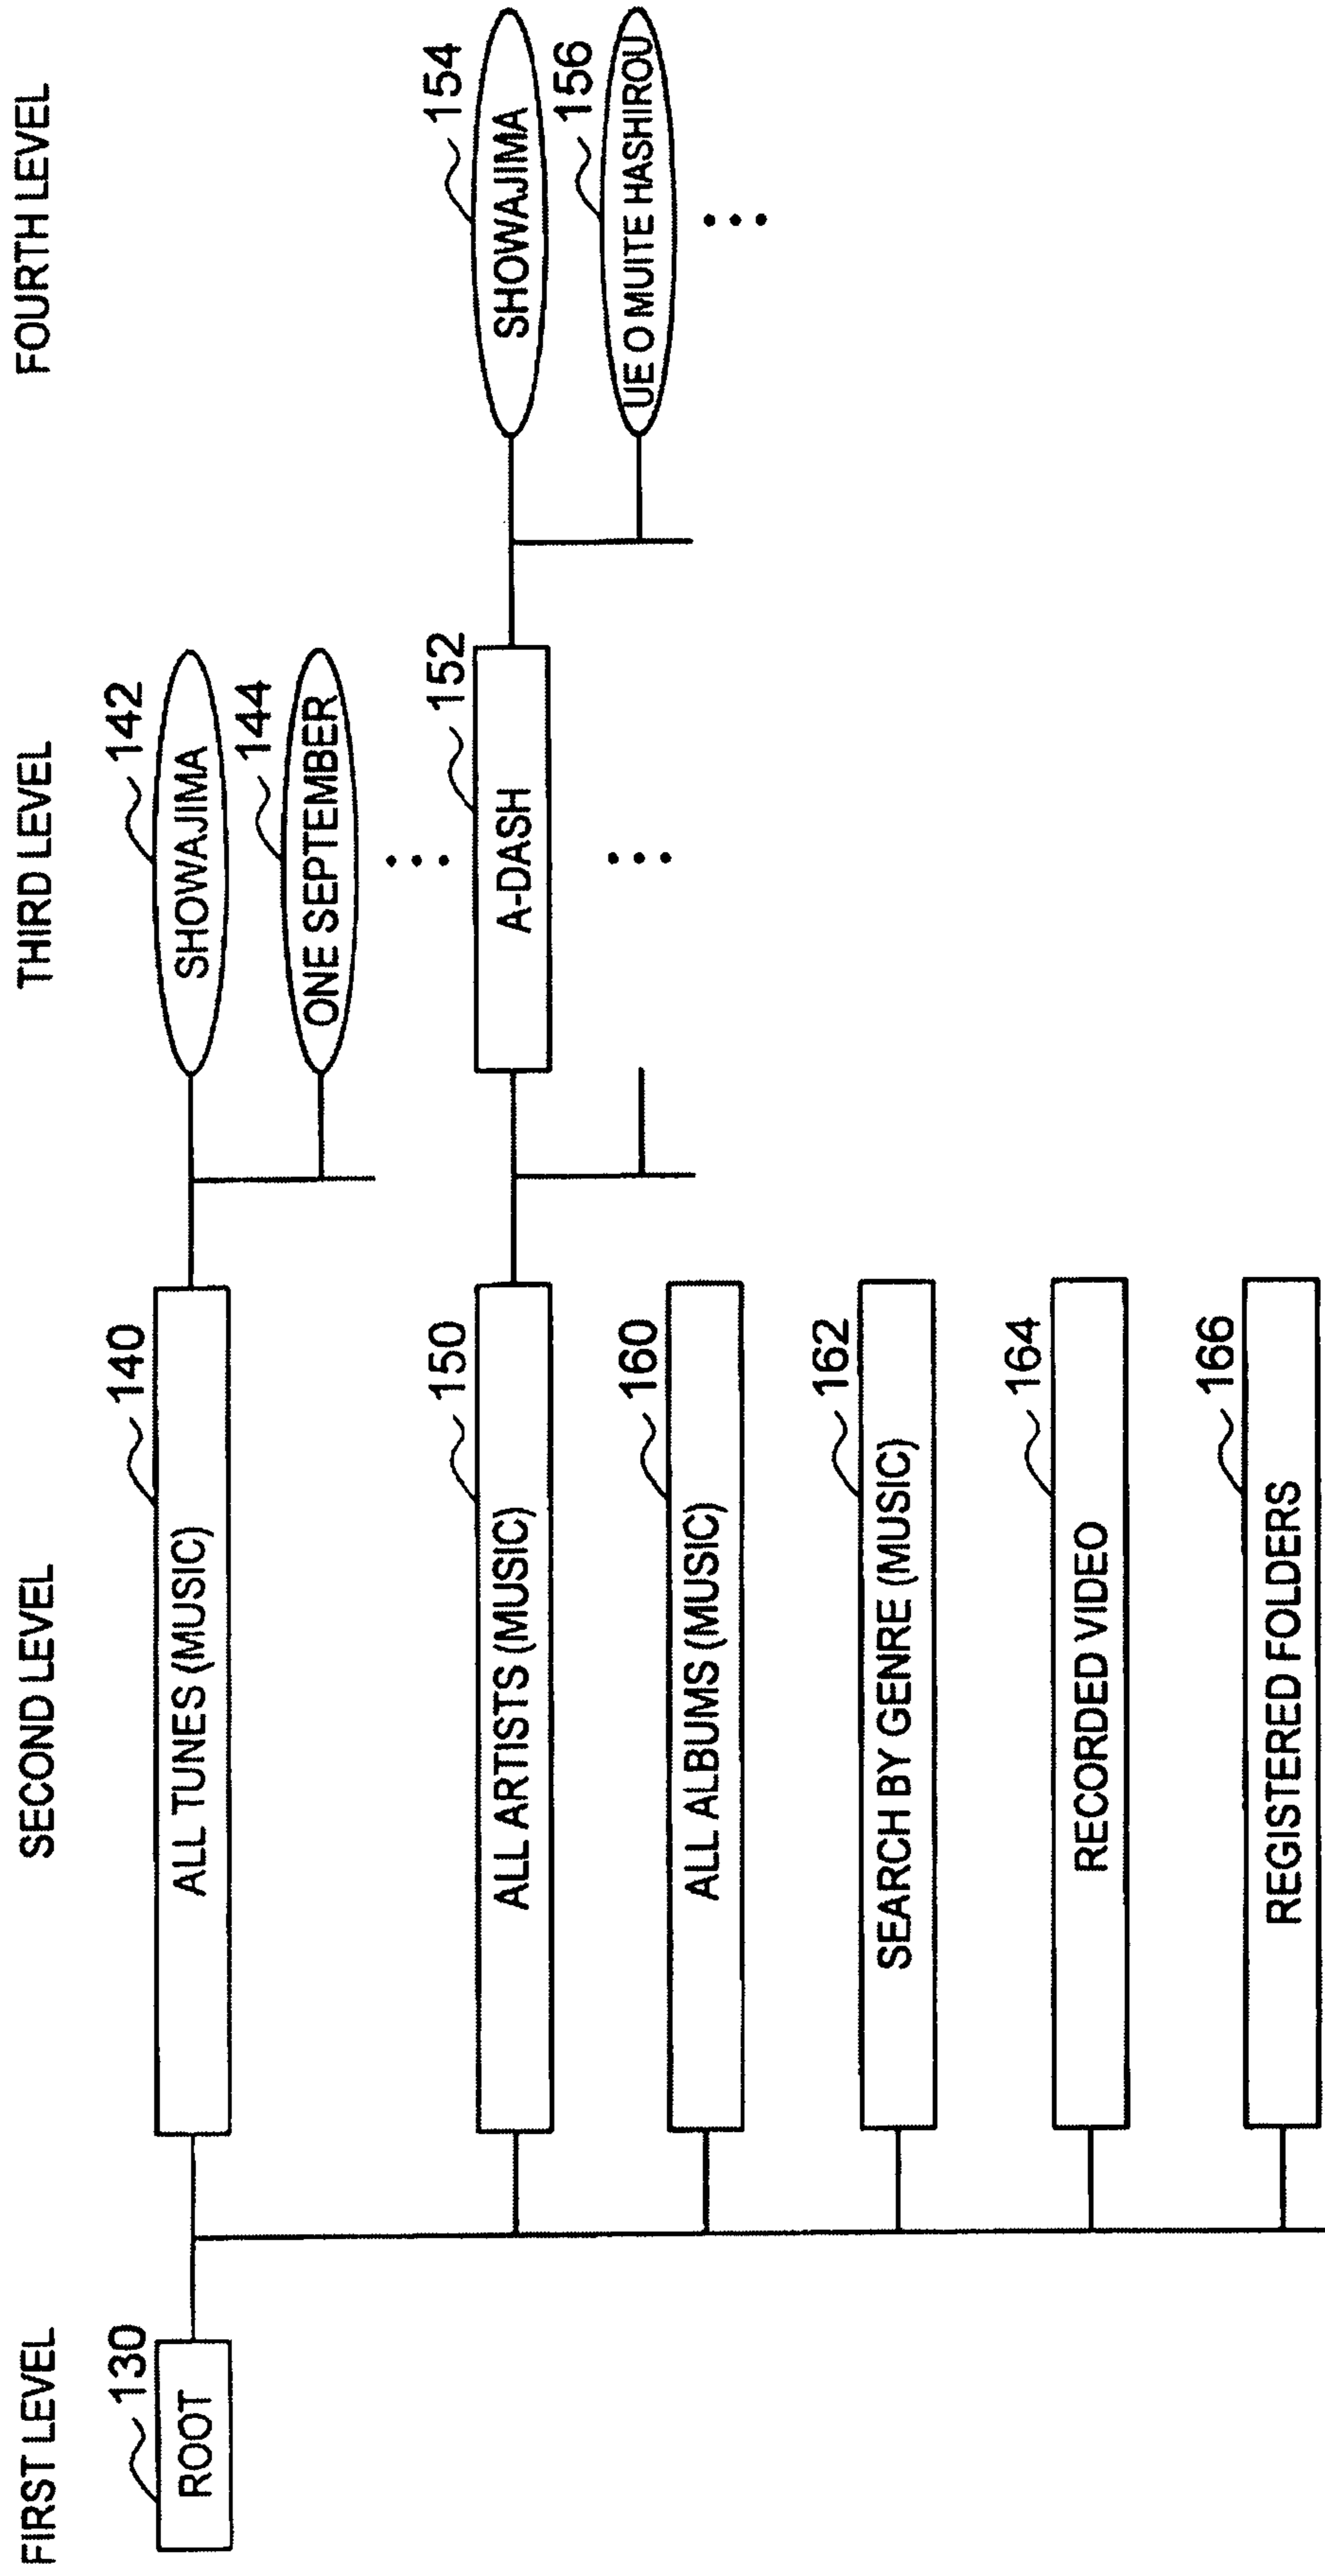 FIRST LEVEL
SECOND LEVEL
THIRD LEVEL
FOURTH LEVEL
130
ROOT
140
ALL TUNES (MUSIC)
142
SHOWAJIMA
144
ONE SEPTEMBER
150
ALL ARTISTS (MUSIC)
152
A-DASH
154
SHOWAJIMA
156
UE O MUITE HASHIROU
160
ALL ALBUMS (MUSIC)
162
SEARCH BY GENRE (MUSIC)
164
RECORDED VIDEO
166
REGISTERED FOLDERS